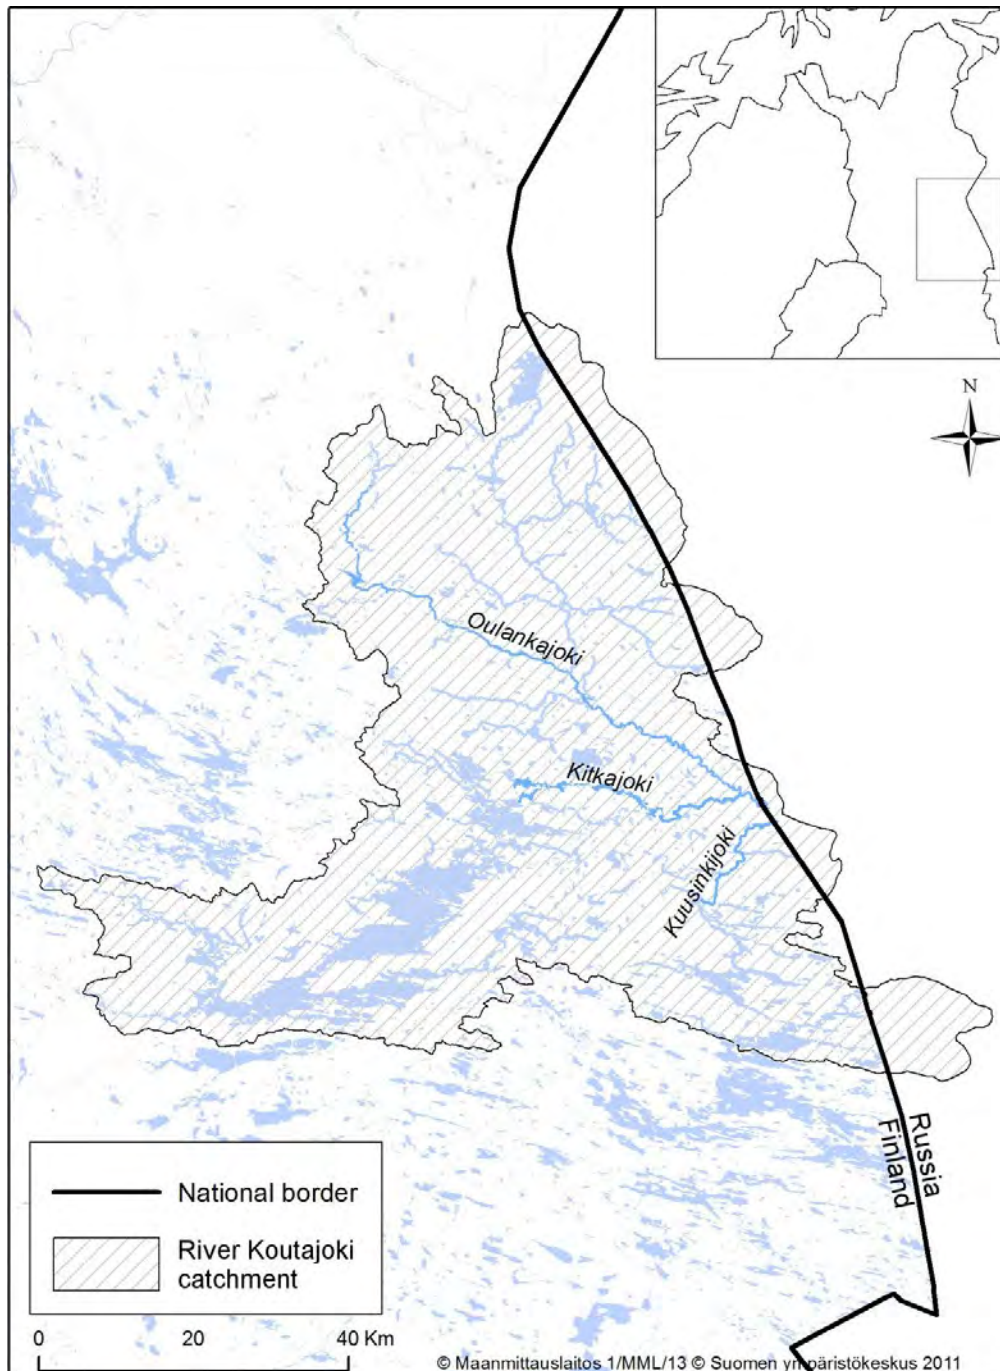 N
Oulankajoki
Kitkajoki
Kuusinkijoki
Russia
Finland
National border
River Koutajoki
catchment
0 20 40 Km
© Maanmittauslaitos 1/MML/13 © Suomen ympäristökeskus 2011